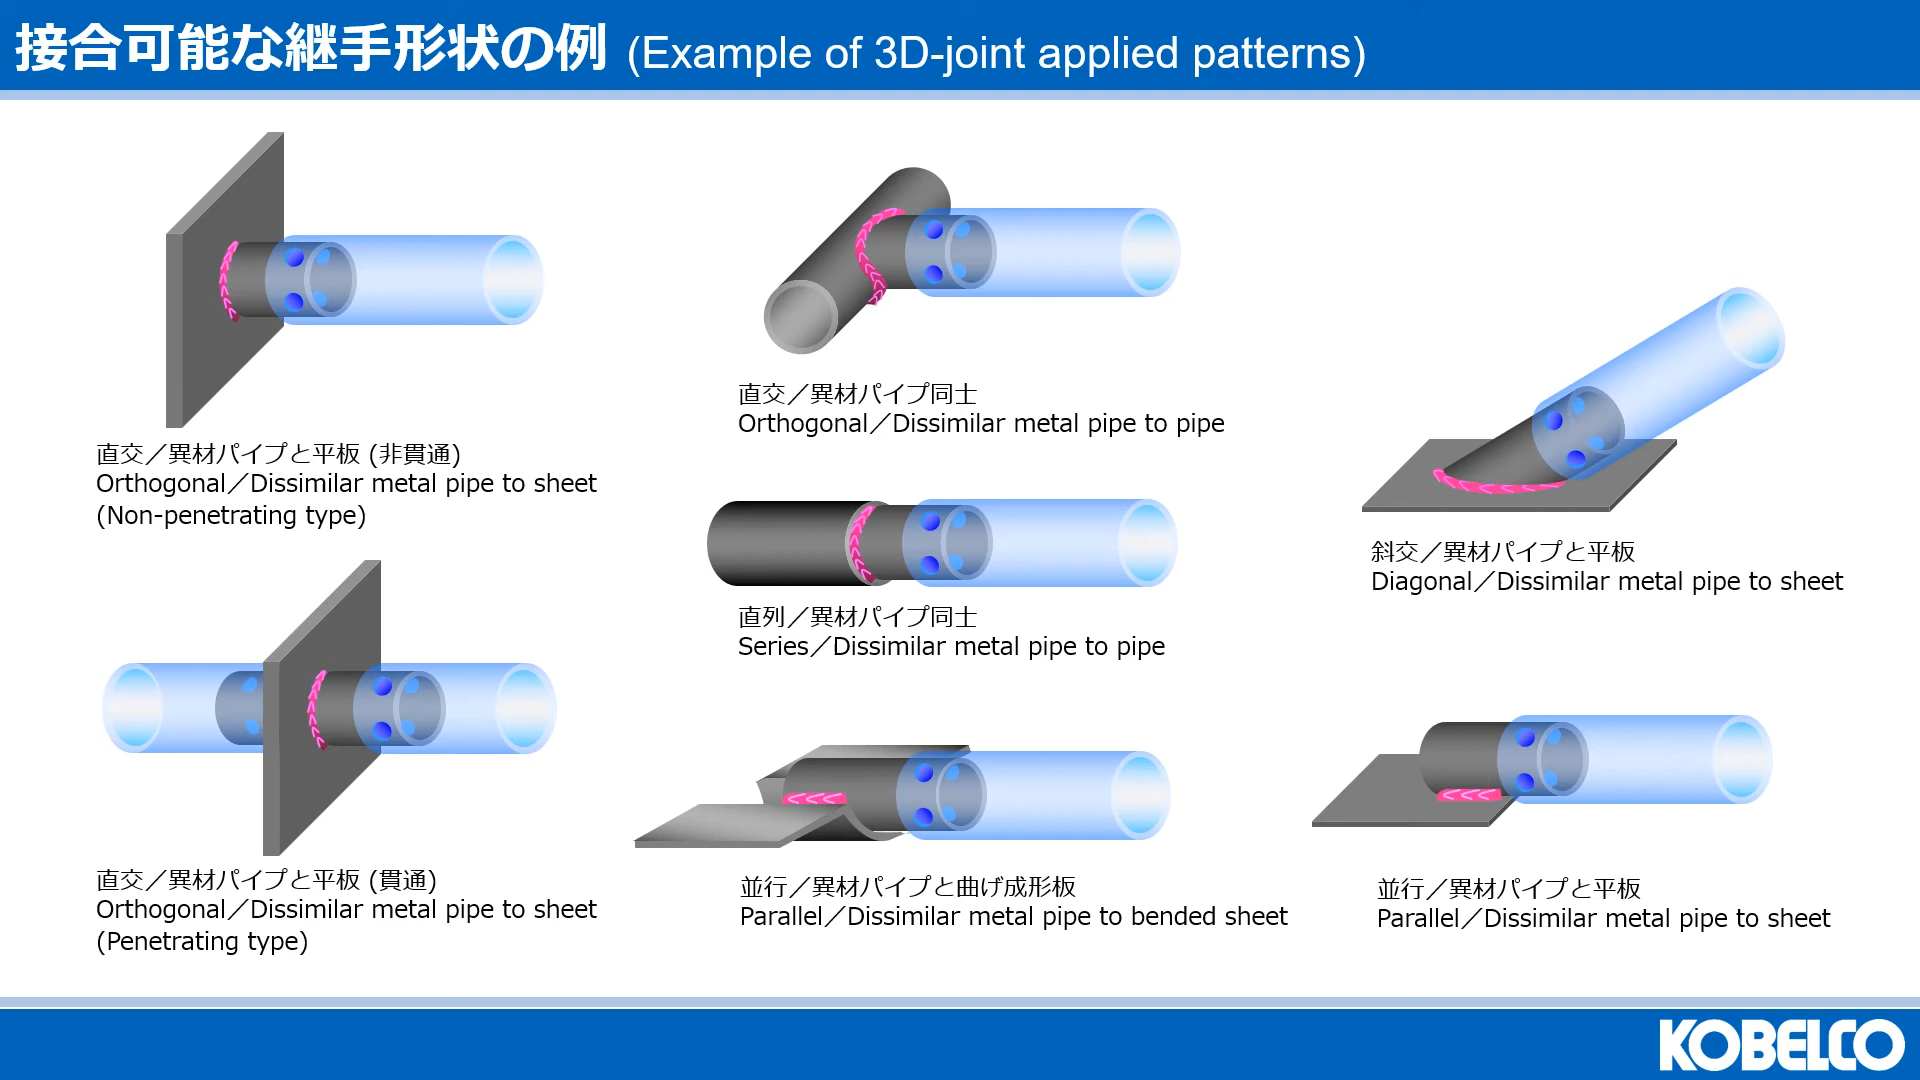 接合可能な継手形状の例 (Example of 3D-joint applied patterns)
直交／異材パイプと平板 (非貫通)
Orthogonal／Dissimilar metal pipe to sheet
(Non-penetrating type)
直交／異材パイプと平板 (貫通)
Orthogonal／Dissimilar metal pipe to sheet
(Penetrating type)
直交／異材パイプ同士
Orthogonal／Dissimilar metal pipe to pipe
直列／異材パイプ同士
Series／Dissimilar metal pipe to pipe
並行／異材パイプと曲げ成形板
Parallel／Dissimilar metal pipe to bended sheet
斜交／異材パイプと平板
Diagonal／Dissimilar metal pipe to sheet
並行／異材パイプと平板
Parallel／Dissimilar metal pipe to sheet
KOBELCO